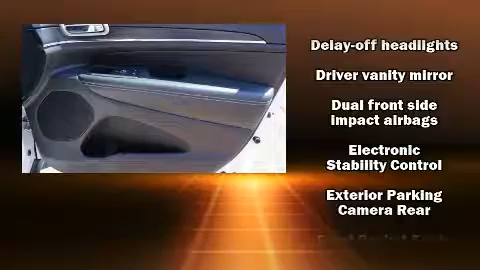 Delay-off headlights
Driver vanity mirror
Dual front side
impact airbags
Electronic
Stability Control
Exterior Parking
Camera Rear